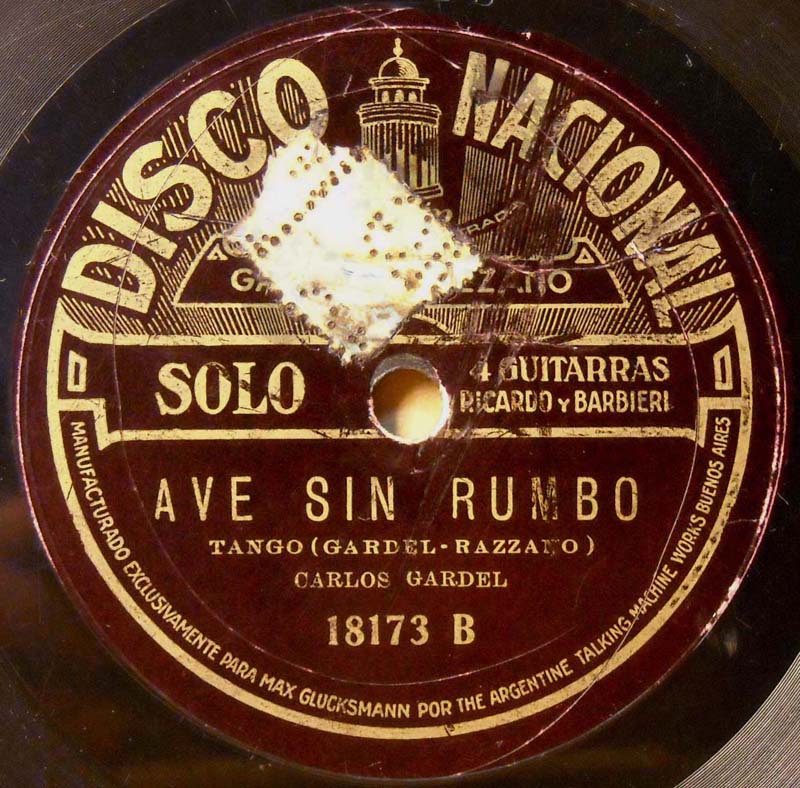 DISCO NACIONAL
SOLO
4 GUITARRAS
RICARDO Y BARBIERI
AVE SIN RUMBO
TANGO (GARDEL-RAZZANO)
CARLOS GARDEL
18173 B
MANUFACTURADO EXCLUSIVAMENTE PARA MAX GLUCKSMANN POR THE ARGENTINE TALKING MACHINE WORKS BUENOS AIRES